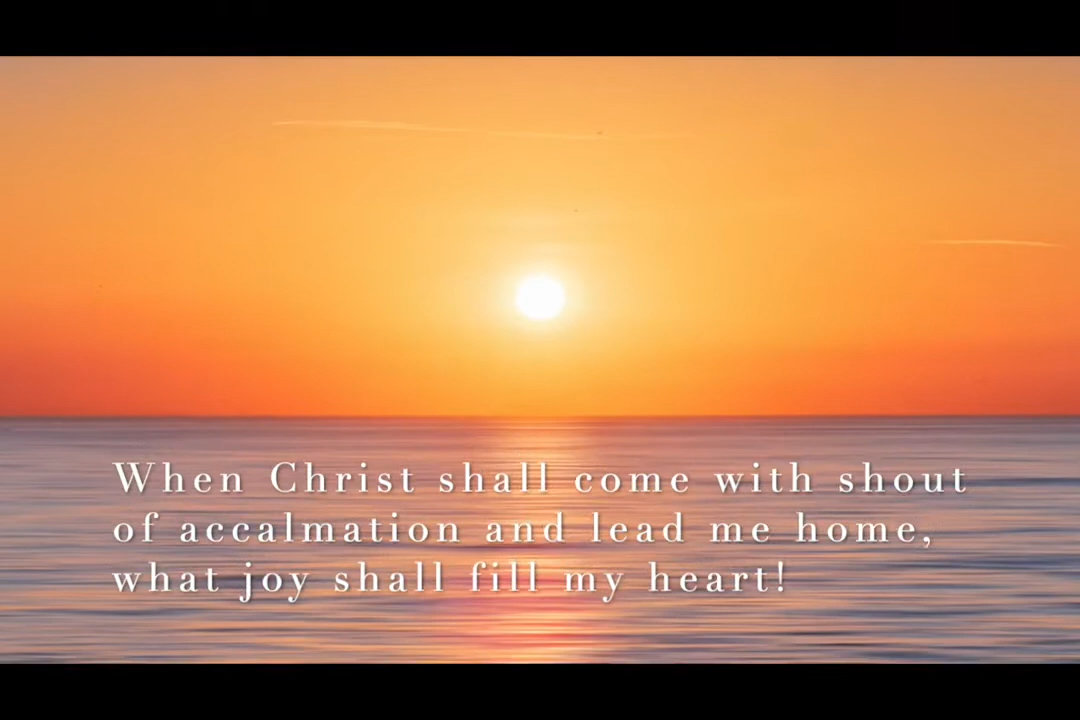 When Christ shall come with shout
of accalmation and lead me home,
what joy shall fill my heart!